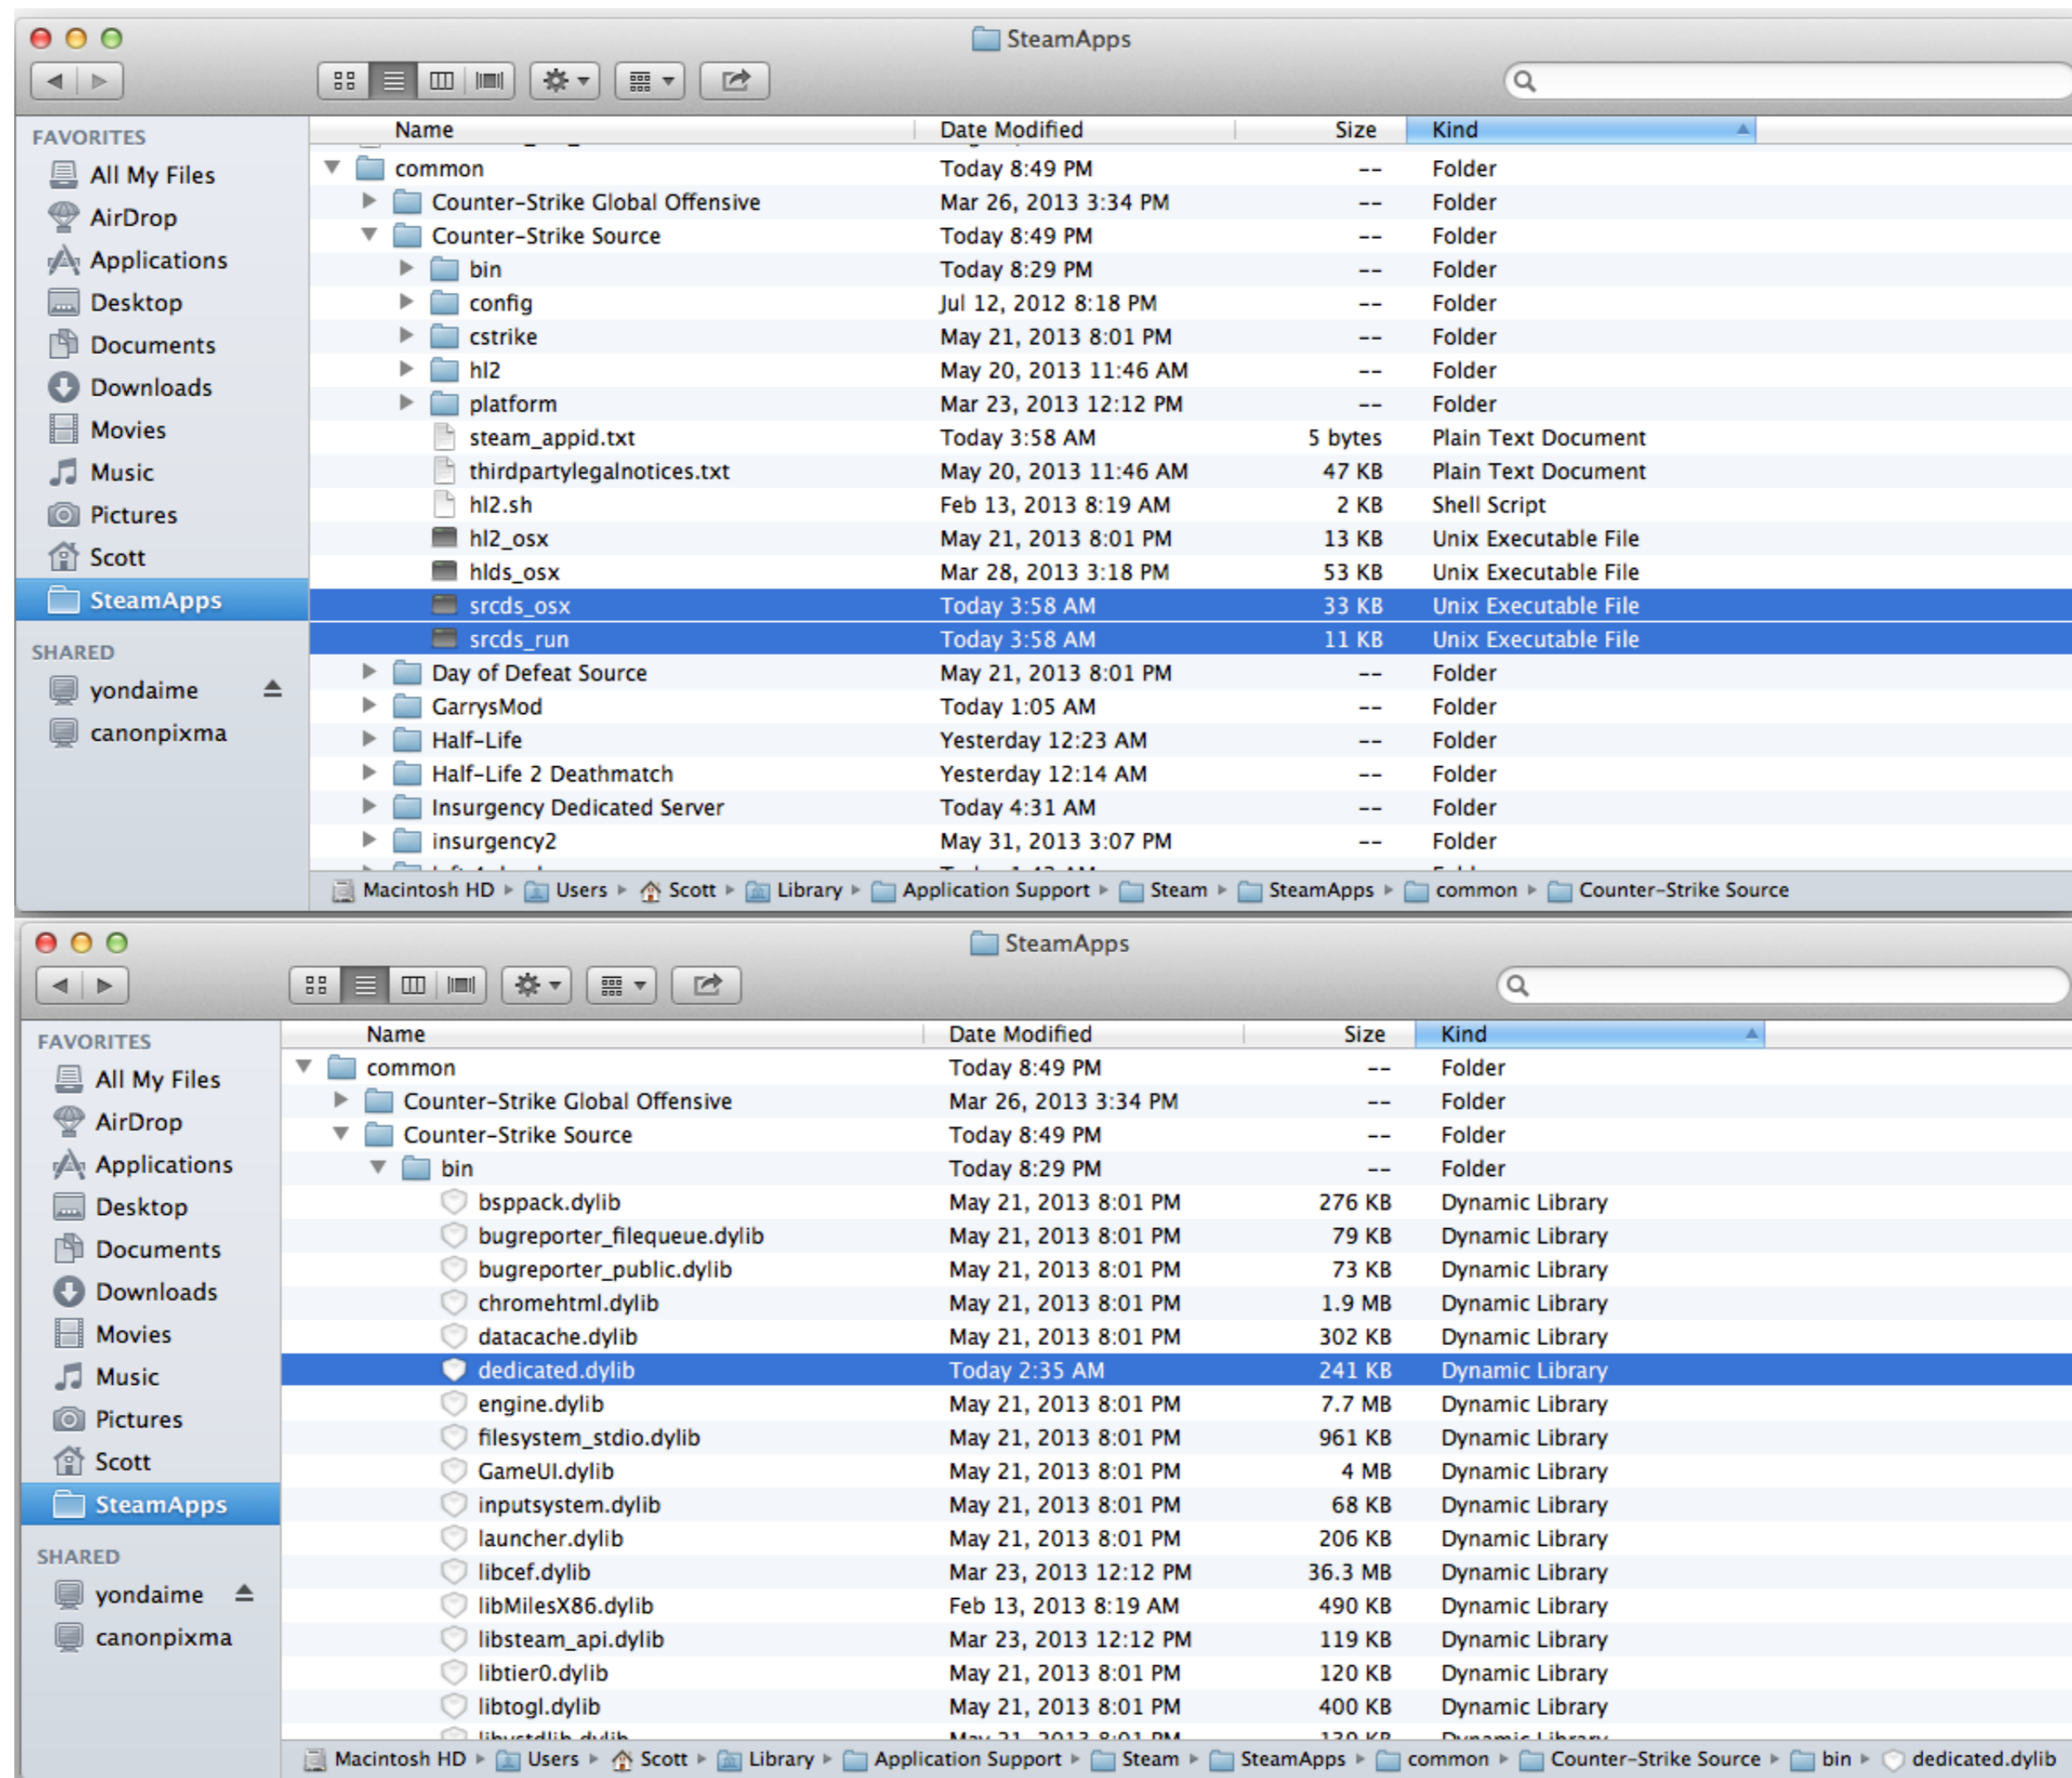 SteamApps
Name Date Modified Size Kind
FAVORITES
All My Files
AirDrop
Applications
Desktop
Documents
Downloads
Movies
Music
Pictures
Scott
SteamApps
SHARED
yondaime
canonpixma
common Today 8:49 PM -- Folder
Counter-Strike Global Offensive Mar 26, 2013 3:34 PM -- Folder
Counter-Strike Source Today 8:49 PM -- Folder
bin Today 8:29 PM -- Folder
config Jul 12, 2012 8:18 PM -- Folder
cstrike May 21, 2013 8:01 PM -- Folder
hl2 May 20, 2013 11:46 AM -- Folder
platform Mar 23, 2013 12:12 PM -- Folder
steam_appid.txt Today 3:58 AM 5 bytes Plain Text Document
thirdpartylegalnotices.txt May 20, 2013 11:46 AM 47 KB Plain Text Document
hl2.sh Feb 13, 2013 8:19 AM 2 KB Shell Script
hl2_osx May 21, 2013 8:01 PM 13 KB Unix Executable File
hlds_osx Mar 28, 2013 3:18 PM 53 KB Unix Executable File
srcds_osx Today 3:58 AM 33 KB Unix Executable File
srcds_run Today 3:58 AM 11 KB Unix Executable File
Day of Defeat Source May 21, 2013 8:01 PM -- Folder
GarrysMod Today 1:05 AM -- Folder
Half-Life Yesterday 12:23 AM -- Folder
Half-Life 2 Deathmatch Yesterday 12:14 AM -- Folder
Insurgency Dedicated Server Today 4:31 AM -- Folder
insurgency2 May 31, 2013 3:07 PM -- Folder
Macintosh HD Users Scott Library Application Support Steam SteamApps common Counter-Strike Source
SteamApps
Name Date Modified Size Kind
FAVORITES
All My Files
AirDrop
Applications
Desktop
Documents
Downloads
Movies
Music
Pictures
Scott
SteamApps
SHARED
yondaime
canonpixma
common Today 8:49 PM -- Folder
Counter-Strike Global Offensive Mar 26, 2013 3:34 PM -- Folder
Counter-Strike Source Today 8:49 PM -- Folder
bin Today 8:29 PM -- Folder
bsppack.dylib May 21, 2013 8:01 PM 276 KB Dynamic Library
bugreporter_filequeue.dylib May 21, 2013 8:01 PM 79 KB Dynamic Library
bugreporter_public.dylib May 21, 2013 8:01 PM 73 KB Dynamic Library
chromehtml.dylib May 21, 2013 8:01 PM 1.9 MB Dynamic Library
datacache.dylib May 21, 2013 8:01 PM 302 KB Dynamic Library
dedicated.dylib Today 2:35 AM 241 KB Dynamic Library
engine.dylib May 21, 2013 8:01 PM 7.7 MB Dynamic Library
filesystem_stdio.dylib May 21, 2013 8:01 PM 961 KB Dynamic Library
GameUI.dylib May 21, 2013 8:01 PM 4 MB Dynamic Library
inputsystem.dylib May 21, 2013 8:01 PM 68 KB Dynamic Library
launcher.dylib May 21, 2013 8:01 PM 206 KB Dynamic Library
libcef.dylib Mar 23, 2013 12:12 PM 36.3 MB Dynamic Library
libMilesX86.dylib Feb 13, 2013 8:19 AM 490 KB Dynamic Library
libsteam_api.dylib Mar 23, 2013 12:12 PM 119 KB Dynamic Library
libtier0.dylib May 21, 2013 8:01 PM 120 KB Dynamic Library
libtogl.dylib May 21, 2013 8:01 PM 400 KB Dynamic Library
Macintosh HD Users Scott Library Application Support Steam SteamApps common Counter-Strike Source bin dedicated.dylib